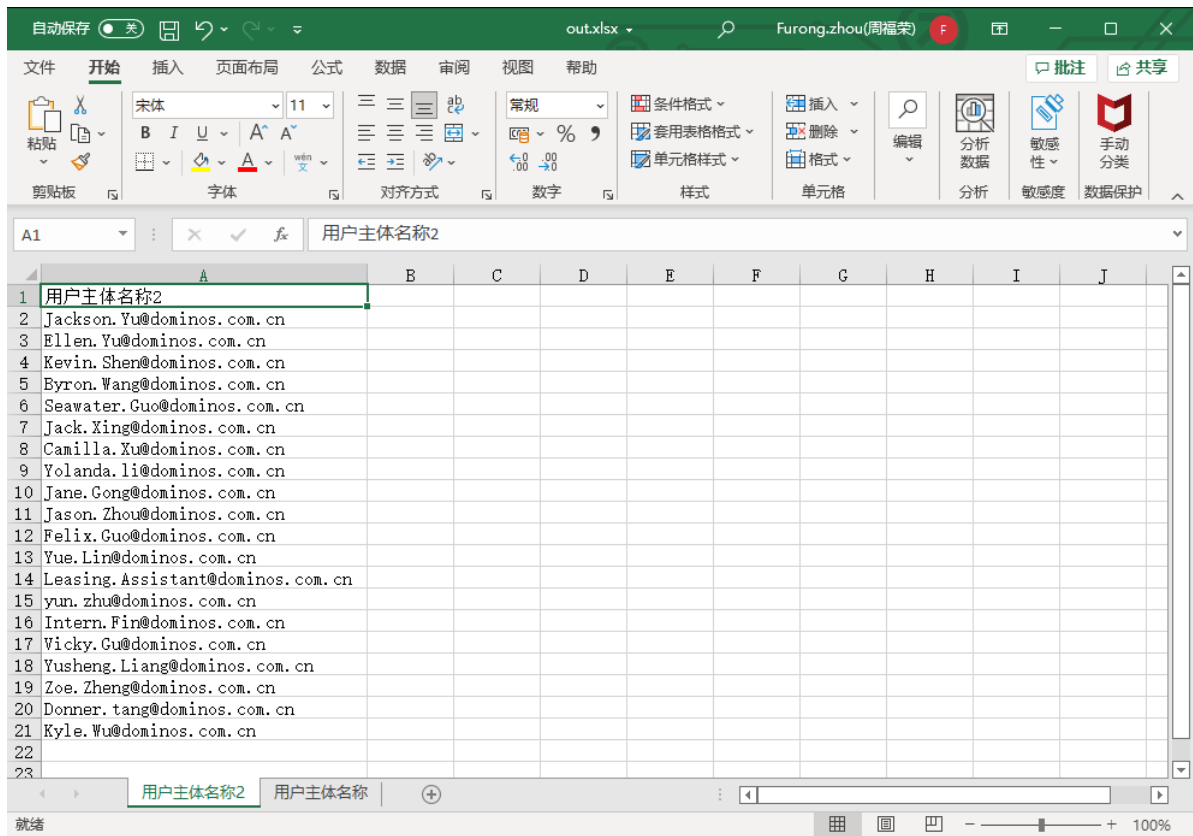 自动保存 关 out.xlsx Furong.zhou(周福荣) F
文件 开始 插入 页面布局 公式 数据 审阅 视图 帮助 批注 共享
宋体 11 ab 常规 条件格式 插入
粘贴 B I U A A % 套用表格格式 删除 编辑 分析数据 敏感性 手动分类
A wén 文 .00 .0 .00 .0 单元格样式 格式
剪贴板 字体 对齐方式 数字 样式 单元格 分析 敏感度 数据保护
A1 fx 用户主体名称2
A B C D E F G H I J
1 用户主体名称2
2 Jackson.Yu@dominos.com.cn
3 Ellen.Yu@dominos.com.cn
4 Kevin.Shen@dominos.com.cn
5 Byron.Wang@dominos.com.cn
6 Seawater.Guo@dominos.com.cn
7 Jack.Xing@dominos.com.cn
8 Camilla.Xu@dominos.com.cn
9 Yolanda.li@dominos.com.cn
10 Jane.Gong@dominos.com.cn
11 Jason.Zhou@dominos.com.cn
12 Felix.Guo@dominos.com.cn
13 Yue.Lin@dominos.com.cn
14 Leasing.Assistant@dominos.com.cn
15 yun.zhu@dominos.com.cn
16 Intern.Fin@dominos.com.cn
17 Vicky.Gu@dominos.com.cn
18 Yusheng.Liang@dominos.com.cn
19 Zoe.Zheng@dominos.com.cn
20 Donner.tang@dominos.com.cn
21 Kyle.Wu@dominos.com.cn
22
23
用户主体名称2 用户主体名称
就绪 100%